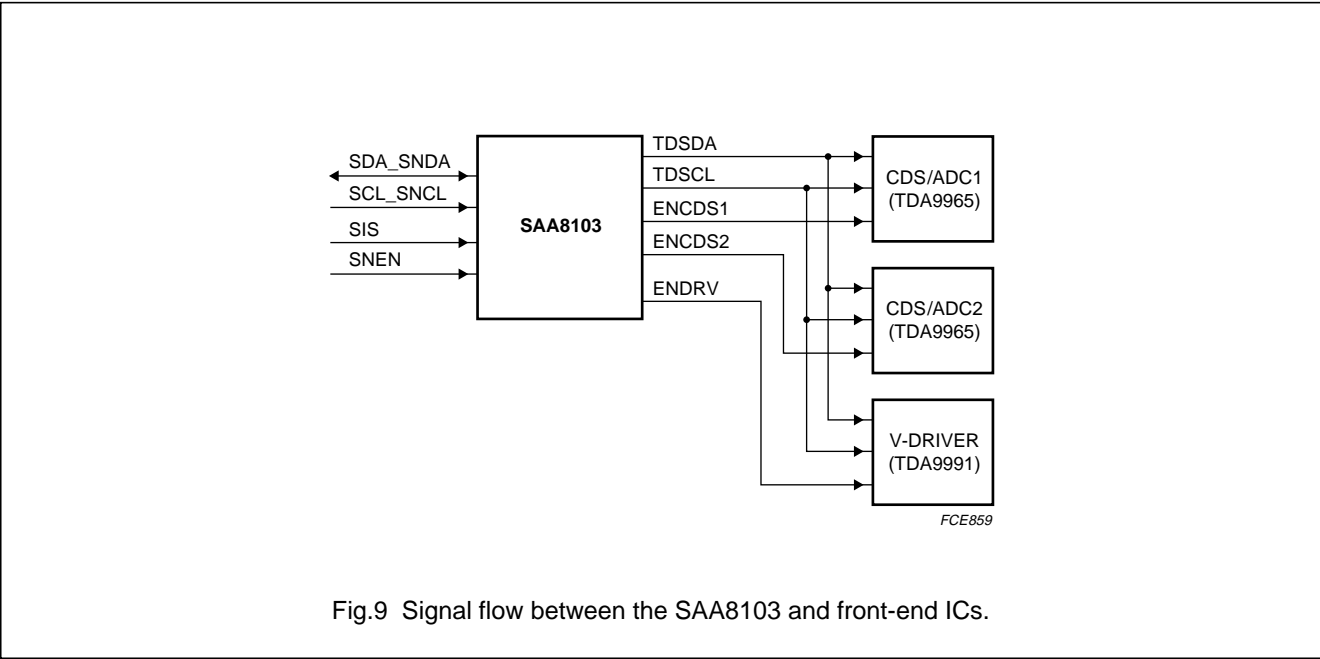 SDA_SNDA
SCL_SNCL
SIS
SNEN
SAA8103
TDSDA
TDSCL
ENCDS1
ENCDS2
ENDRV
CDS/ADC1
(TDA9965)
CDS/ADC2
(TDA9965)
V-DRIVER
(TDA9991)
FCE859
Fig.9 Signal flow between the SAA8103 and front-end ICs.